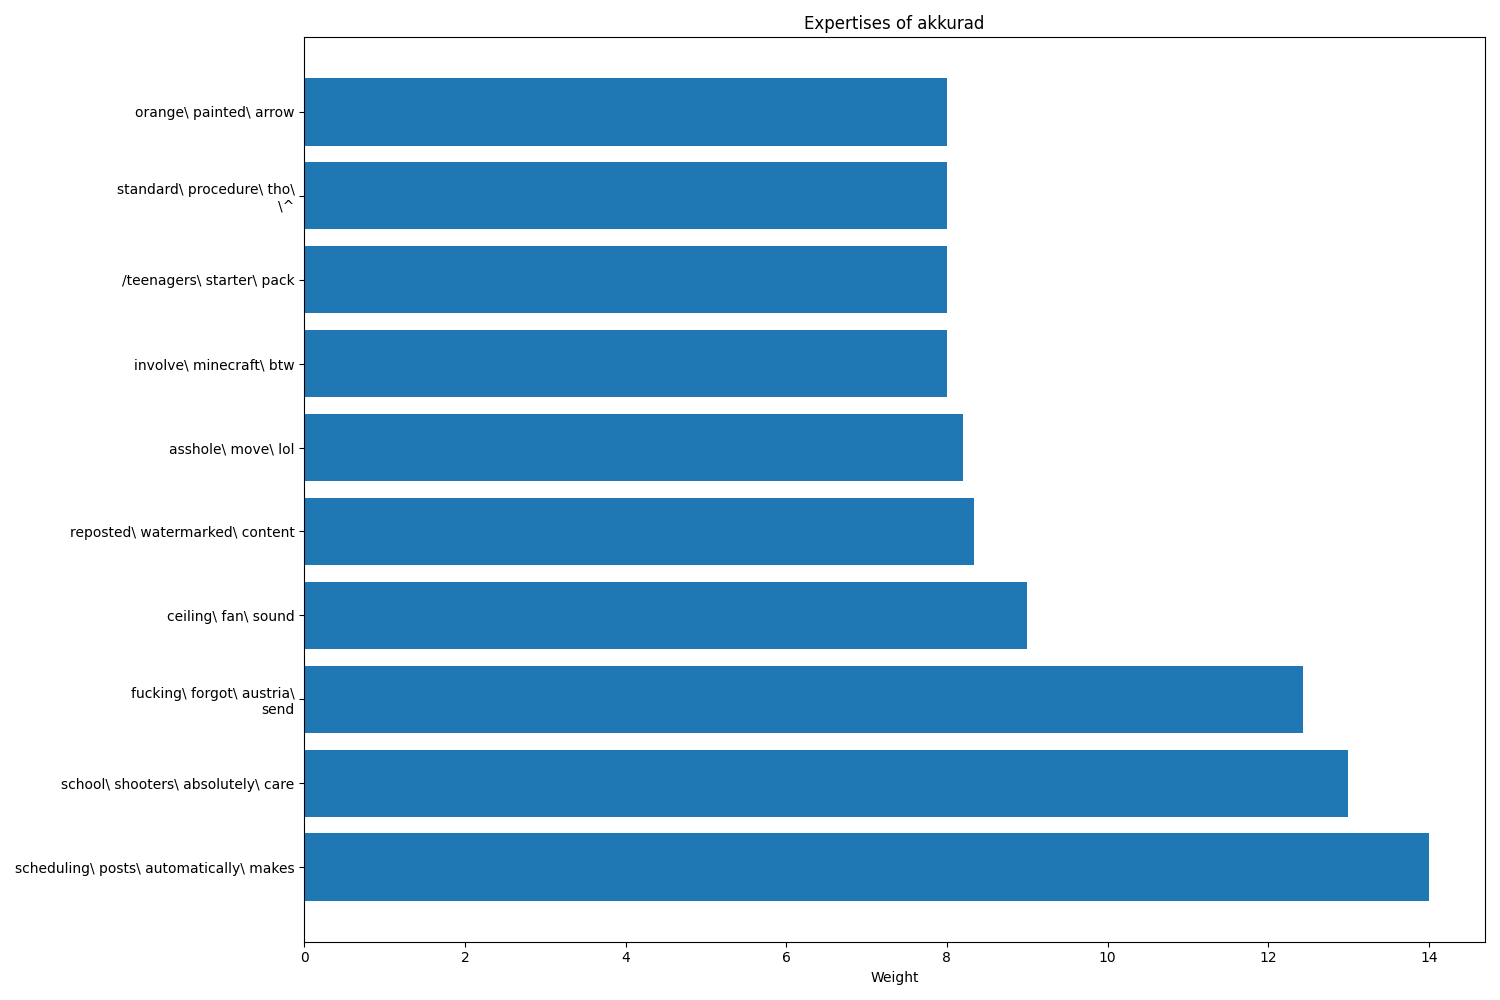 Expertises of akkurad
orange\ painted\ arrow
standard\ procedure\ tho\
\^
/teenagers\ starter\ pack
involve\ minecraft\ btw
asshole\ move\ lol
reposted\ watermarked\ content
ceiling\ fan\ sound
fucking\ forgot\ austria\
send
school\ shooters\ absolutely\ care
scheduling\ posts\ automatically\ makes
0 2 4 6 8 10 12 14
Weight